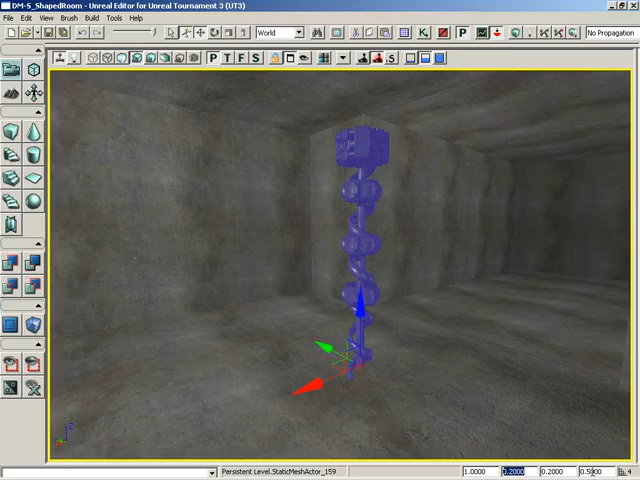 DM-S_ShapedRoom - Unreal Editor for Unreal Tournament 3 (UT3)
File Edit View Brush Build Tools Help
World
K
P
No Propagation
P T F S
S
Z
Persistent Level.StaticMeshActor_159
1.0000 0.2000 0.2000 0.5000 4